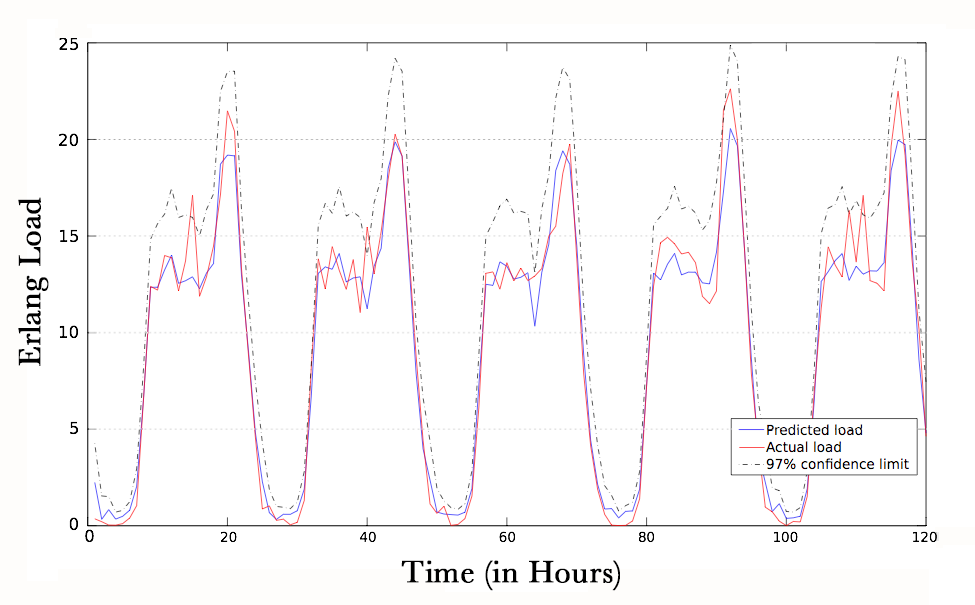 25
20
15
10
5
0
Erlang Load
Predicted load
Actual load
97% confidence limit
0 20 40 60 80 100 120
Time (in Hours)